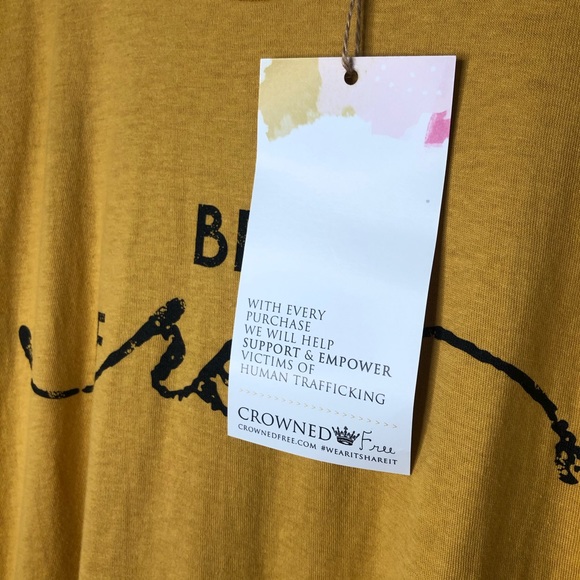 WITH EVERY
PURCHASE
WE WILL HELP
SUPPORT & EMPOWER
VICTIMS OF
HUMAN TRAFFICKING
CROWNED Free
CROWNEDFREE.COM #WEARITSHAREIT